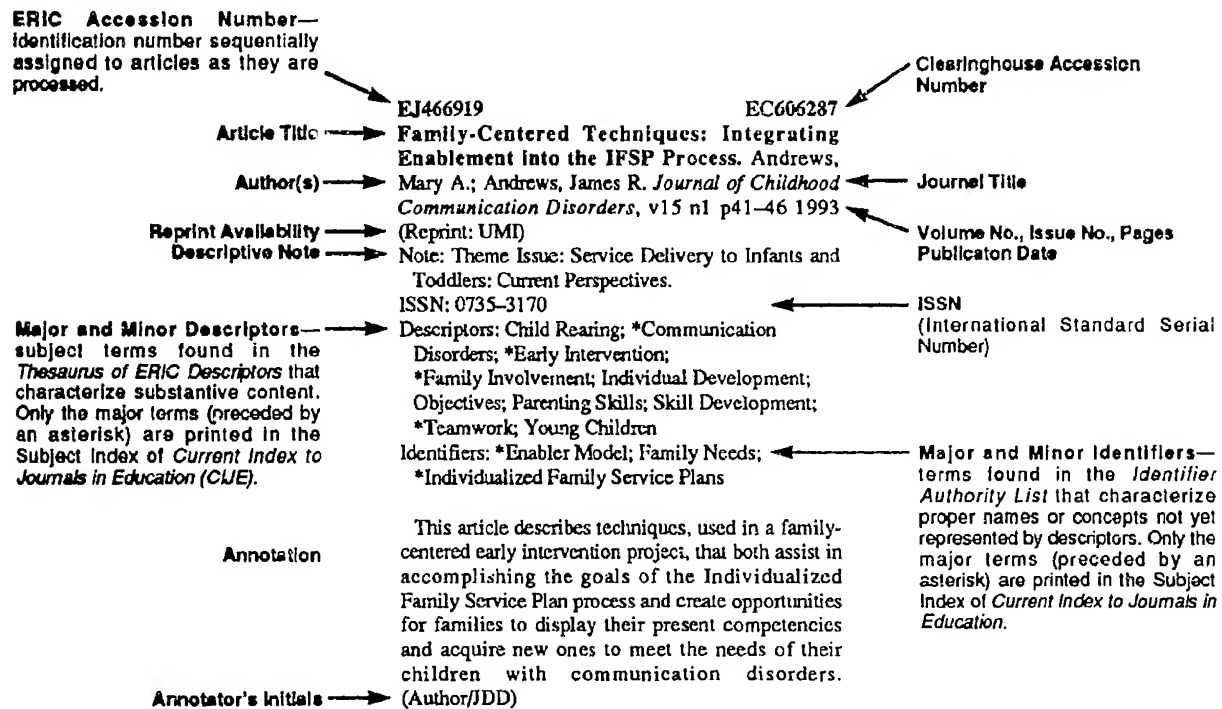 ERIC Accession Number—
Identification number sequentially
assigned to articles as they are
processed.
Clearinghouse Accession
Number
EJ466919 EC606287
Article Title
Family-Centered Techniques: Integrating
Enablement into the IFSP Process. Andrews,
Author(s)
Mary A.; Andrews, James R. Journal of Childhood
Journal Title
Communication Disorders, v15 n1 p41–46 1993
Reprint Availability
(Reprint: UMI)
Volume No., Issue No., Pages
Publicaton Date
Descriptive Note
Note: Theme Issue: Service Delivery to Infants and
Toddlers: Current Perspectives.
ISSN: 0735–3170
ISSN
(International Standard Serial
Number)
Major and Minor Descriptors—
subject terms found in the
Thesaurus of ERIC Descriptors that
characterize substantive content.
Only the major terms (preceded by
an asterisk) are printed in the
Subject Index of Current Index to
Journals in Education (CIJE).
Descriptors: Child Rearing; *Communication
Disorders; *Early Intervention;
*Family Involvement; Individual Development;
Objectives; Parenting Skills; Skill Development;
*Teamwork; Young Children
Identifiers: *Enabler Model; Family Needs;
*Individualized Family Service Plans
Major and Minor Identifiers—
terms found in the Identifier
Authority List that characterize
proper names or concepts not yet
represented by descriptors. Only the
major terms (preceded by an
asterisk) are printed in the Subject
Index of Current Index to Journals in
Education.
Annotation
This article describes techniques, used in a family-
centered early intervention project, that both assist in
accomplishing the goals of the Individualized
Family Service Plan process and create opportunities
for families to display their present competencies
and acquire new ones to meet the needs of their
children with communication disorders.
Annotator's Initials
(Author/JDD)